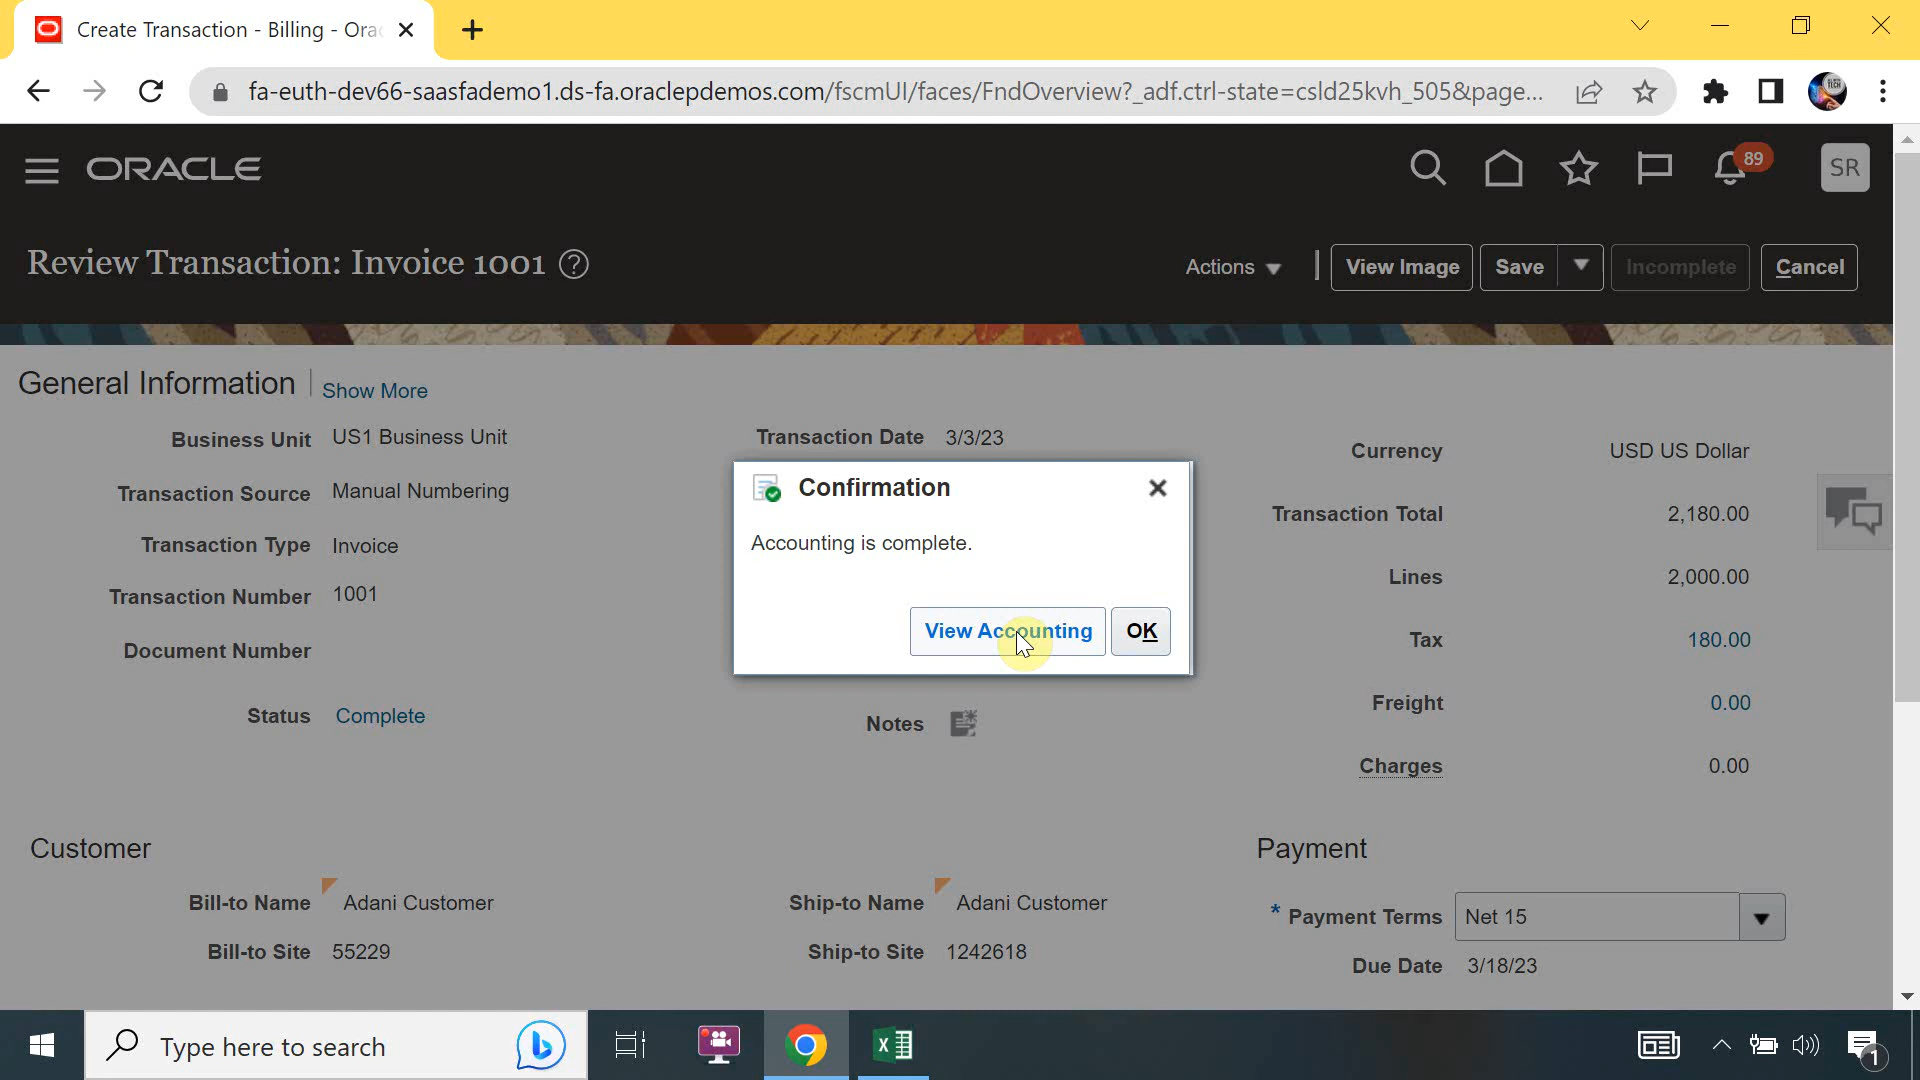 Create Transaction - Billing - Orac
fa-euth-dev66-saasfademo1.ds-fa.oraclepdemos.com/fscmUI/faces/FndOverview?_adf.ctrl-state=csld25kvh_505&page...
ORACLE
89
SR
Review Transaction: Invoice 1001 ?
Actions
View Image
Save
Incomplete
Cancel
General Information
Show More
Business Unit US1 Business Unit
Transaction Source Manual Numbering
Transaction Type Invoice
Transaction Number 1001
Document Number
Status Complete
Transaction Date 3/3/23
Confirmation
Accounting is complete.
View Accounting
OK
Notes
Currency USD US Dollar
Transaction Total 2,180.00
Lines 2,000.00
Tax 180.00
Freight 0.00
Charges 0.00
Customer
Bill-to Name Adani Customer
Bill-to Site 55229
Ship-to Name Adani Customer
Ship-to Site 1242618
Payment
* Payment Terms Net 15
Due Date 3/18/23
Type here to search
1